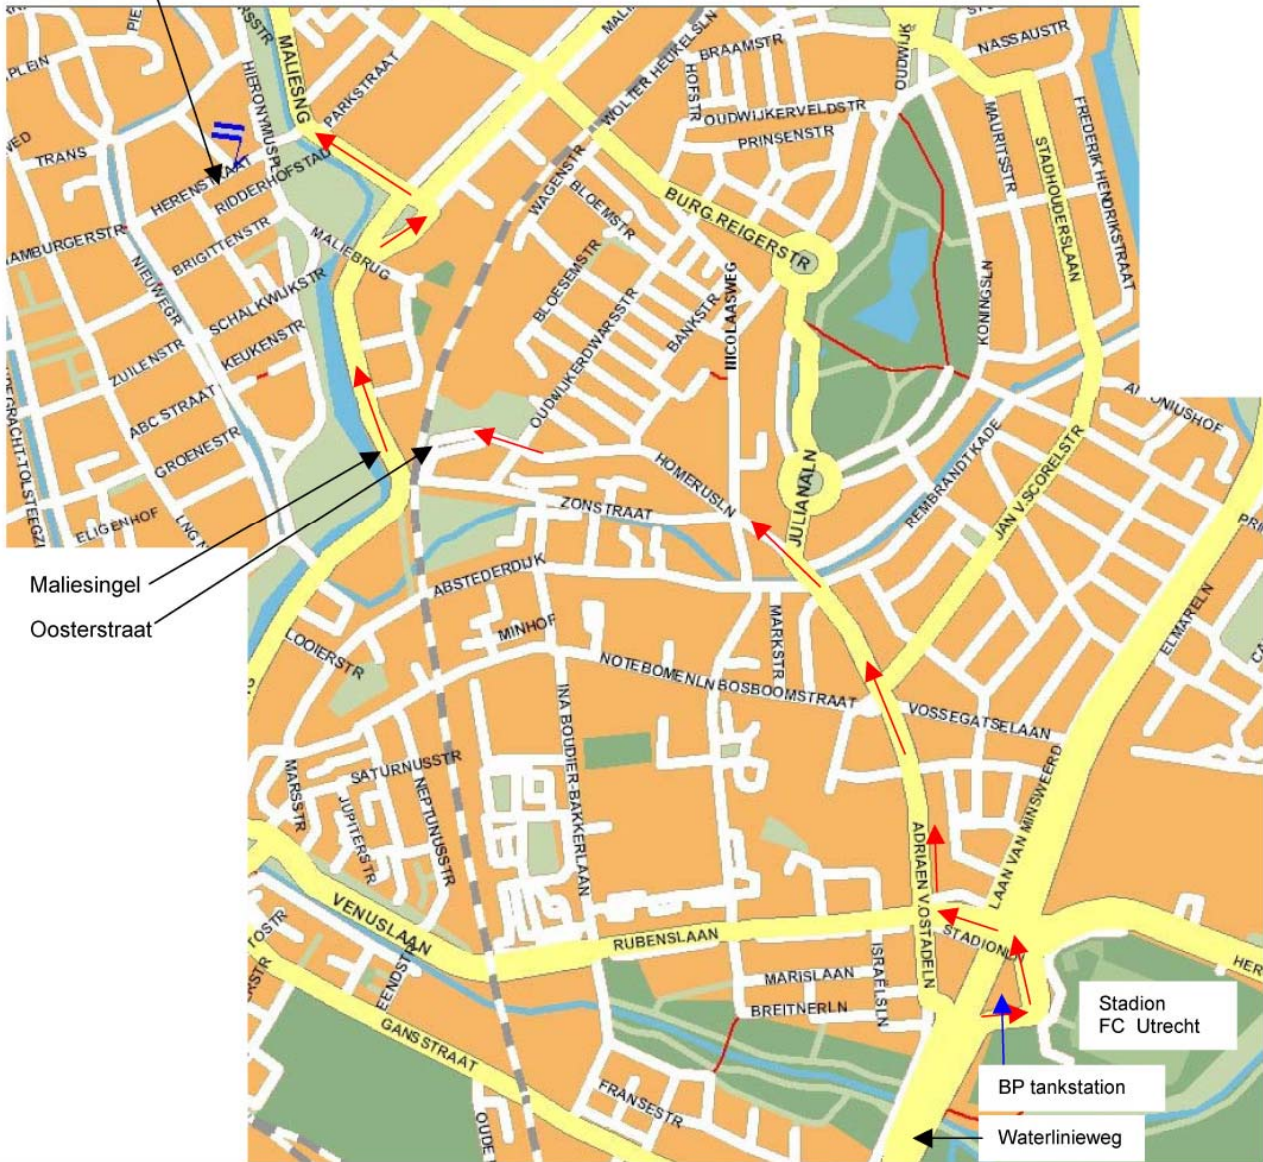 MALIESNG
PARKSTRAAT
HIERONYMUSPL
TRANS
HERENSTRAAT
RIDDERHOFSTAD
BRIGITTENSTR
MALIEBRUG
SCHALKWIJKSTR
NIEUWEGR
KEUKENSTR
ZUILENSTR
ABC STRAAT
GROENESTR
WOLTER HEUKELSLN
BRAAMSTR
HOFSTR
OUDWIJK
NASSAUSTR
OUDWIJKERVELDSTR
PRINSENSTR
MAURITSSTR
STADHOUDERSLAAN
FREDERIK HENDRIKSTRAAT
WAGENSTR
BLOEMSTR
BURG.REIGERSTR
BLOESEMSTR
OUDWIJKERDWARSSTR
BANKSTR
NICOLAASWEG
KONINGSLN
HOMERUSLN
ZONSTRAAT
JULIANALN
REMBRANDTKADE
JAN V.SCORELSTR
ABSTEDERDIJK
MINHOF
LOOIERSTR
MARKSTR
ELMARELN
NOTEBOMENLN
BOSBOOMSTRAAT
VOSSEGATSELAAN
INA BOUDIER-BAKKERLAAN
SATURNUSSTR
MARSSTR
JUPITERSTR
NEPTUNUSSTR
LAAN VAN MINSWEERD
ADRIAEN V.OSTADELN
VENUSLAAN
RUBENSLAAN
STADIONLN
ISRAELSLN
MARISLAAN
BREITNERLN
EENDSTR
GANSSTRAAT
FRANSESTR
Maliesingel
Oosterstraat
Stadion
FC Utrecht
BP tankstation
Waterlinieweg